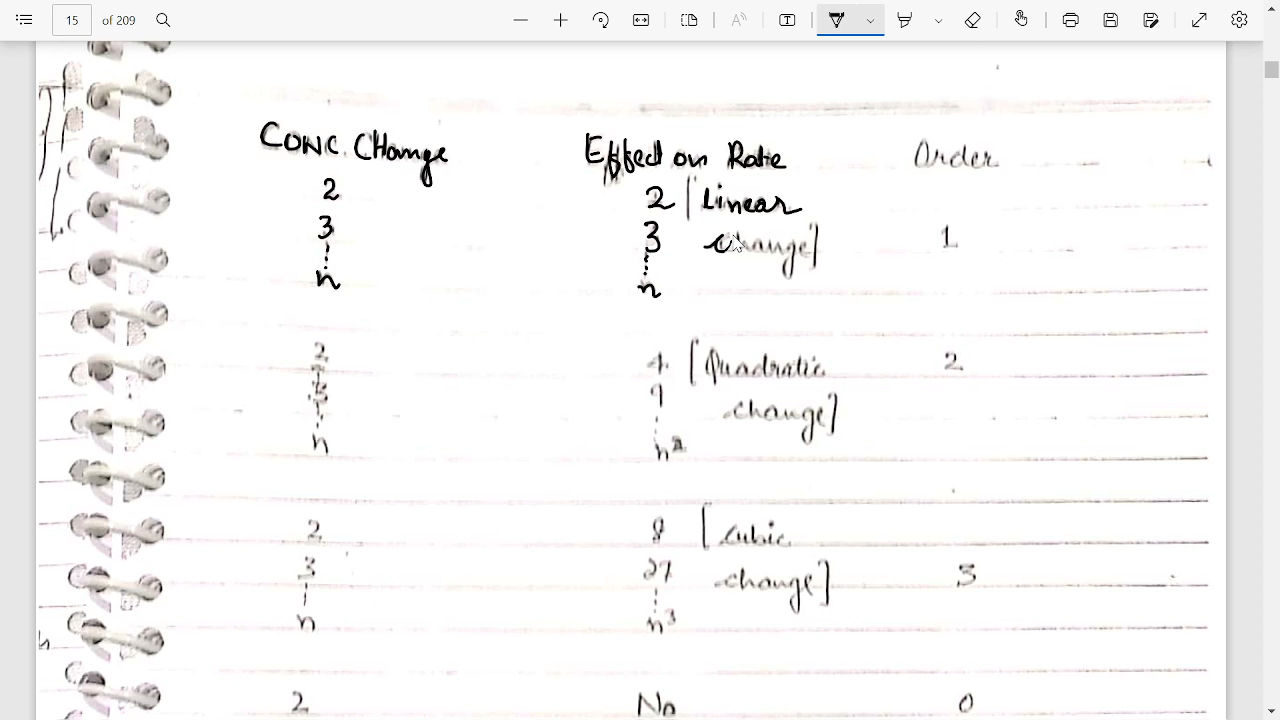 15 of 209
Conc. Change Effect on Rate Order
2 2 [Linear
3 change] 1
3
n n
2 4 [Quadratic 2
3 9 change]
n n²
2 8 [Cubic
3 27 change] 3
n n³
2 No 0